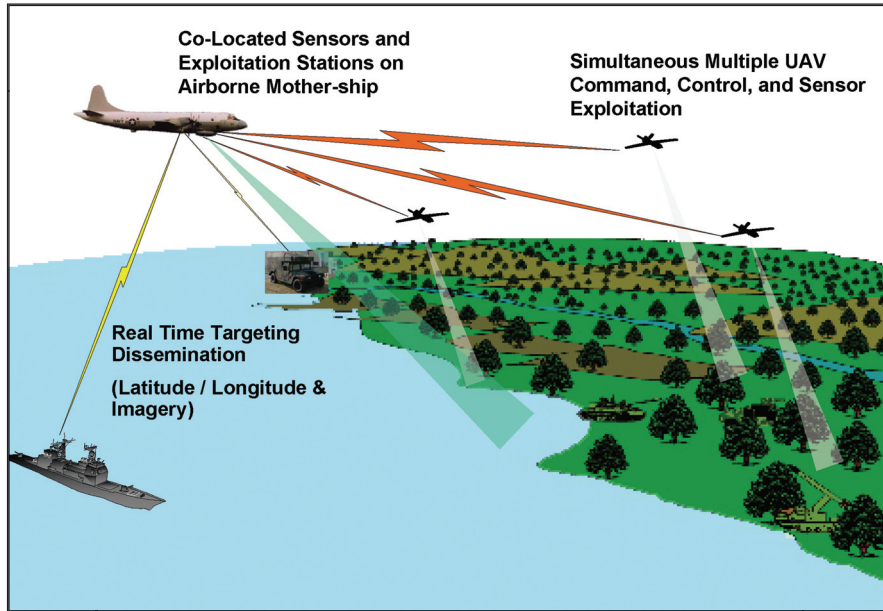 Co-Located Sensors and
Exploitation Stations on
Airborne Mother-ship
Simultaneous Multiple UAV
Command, Control, and Sensor
Exploitation
Real Time Targeting
Dissemination
(Latitude / Longitude &
Imagery)